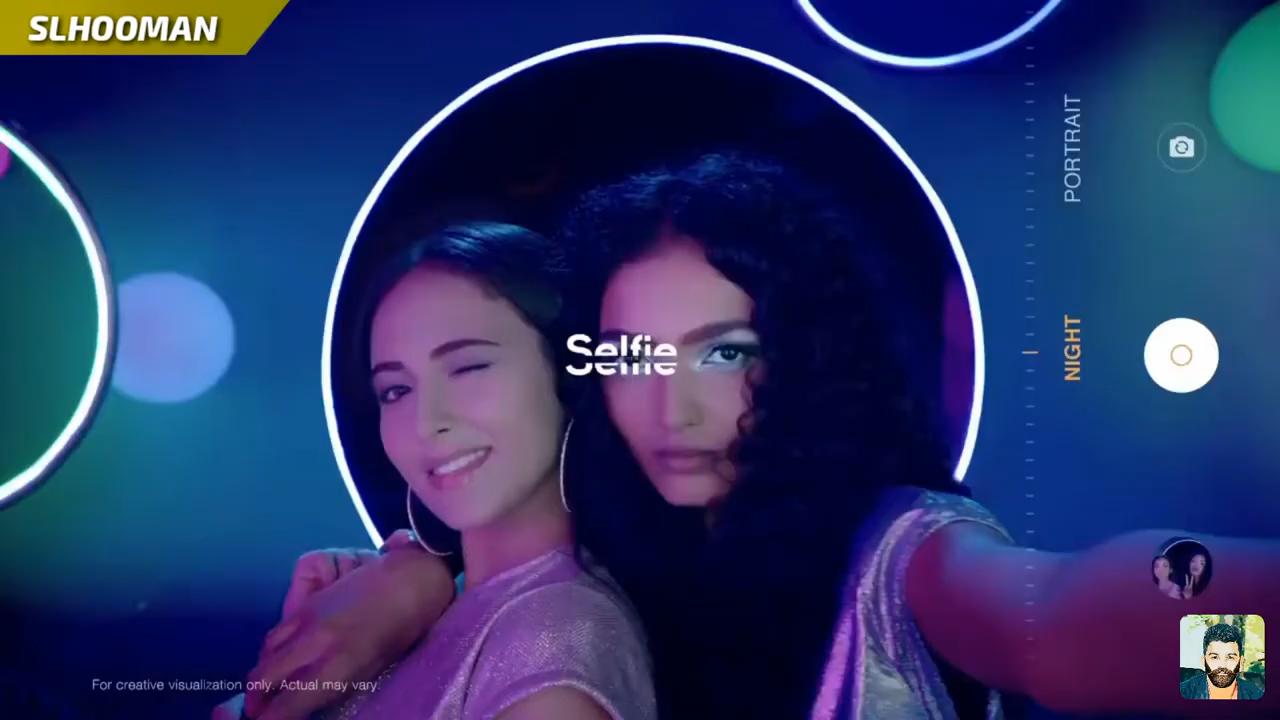 SLHOOMAN
PORTRAIT
Selfie
NIGHT
For creative visualization only. Actual may vary.